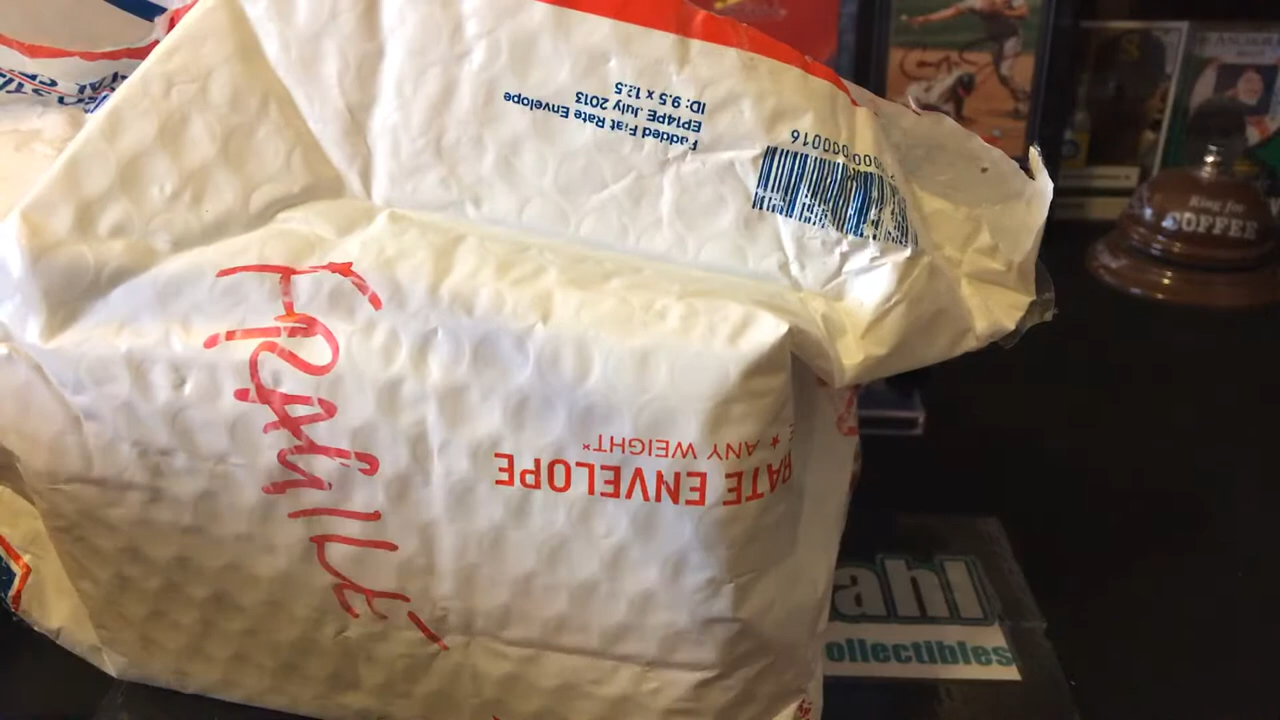 Padded Flat Rate Envelope
EP14PE July 2013
ID: 9.5 x 12.5
000016
Ring for
COFFEE
FRAGILE
RATE ENVELOPE
★ ANY WEIGHT*
ahl
ollectibles